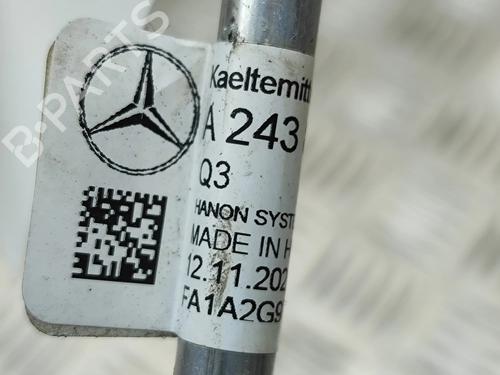 B-PARTS
Kaeltemitt
A 243
Q3
HANON SYST
MADE IN H
12.11.202
FA1A2G9